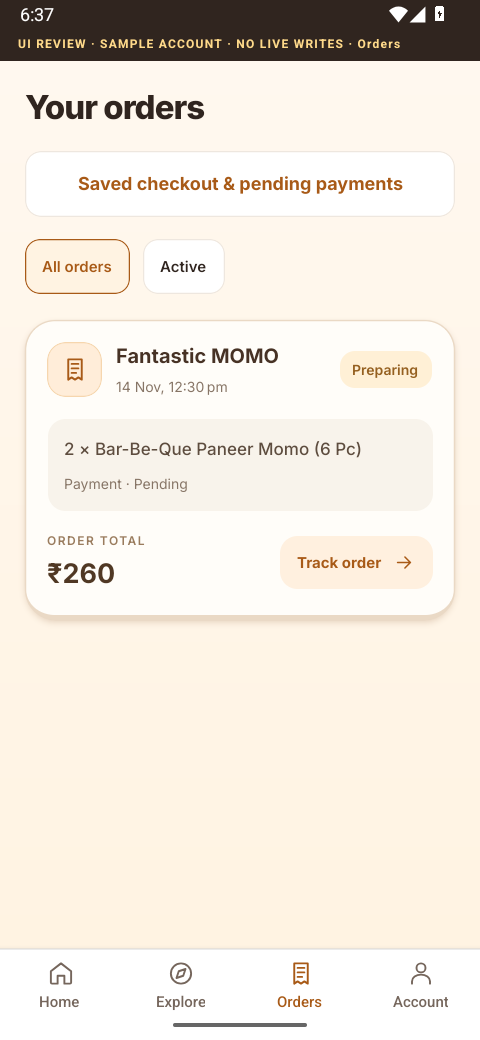 6:37
UI REVIEW · SAMPLE ACCOUNT · NO LIVE WRITES · Orders
Your orders
Saved checkout & pending payments
All orders
Active
Fantastic MOMO
14 Nov, 12:30 pm
Preparing
2 × Bar-Be-Que Paneer Momo (6 Pc)
Payment · Pending
ORDER TOTAL
₹260
Track order →
Home
Explore
Orders
Account